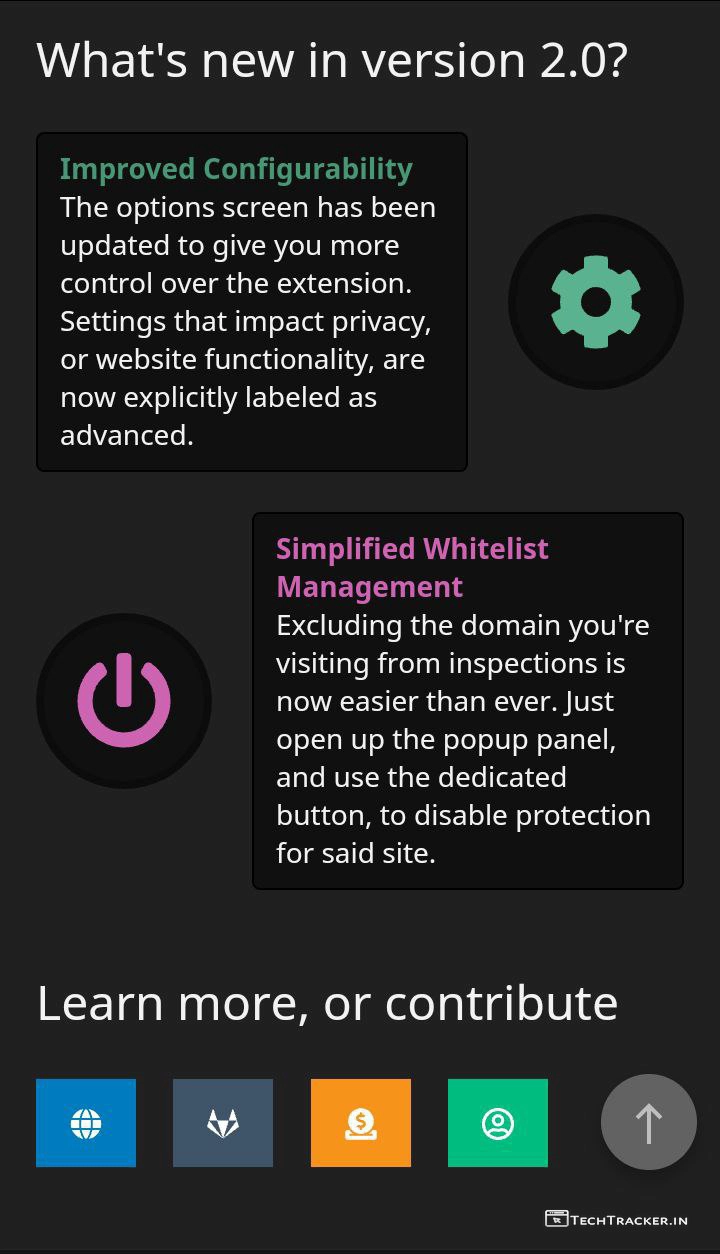 What's new in version 2.0?
Improved Configurability
The options screen has been
updated to give you more
control over the extension.
Settings that impact privacy,
or website functionality, are
now explicitly labeled as
advanced.
Simplified Whitelist
Management
Excluding the domain you're
visiting from inspections is
now easier than ever. Just
open up the popup panel,
and use the dedicated
button, to disable protection
for said site.
Learn more, or contribute
TECHTRACKER.IN